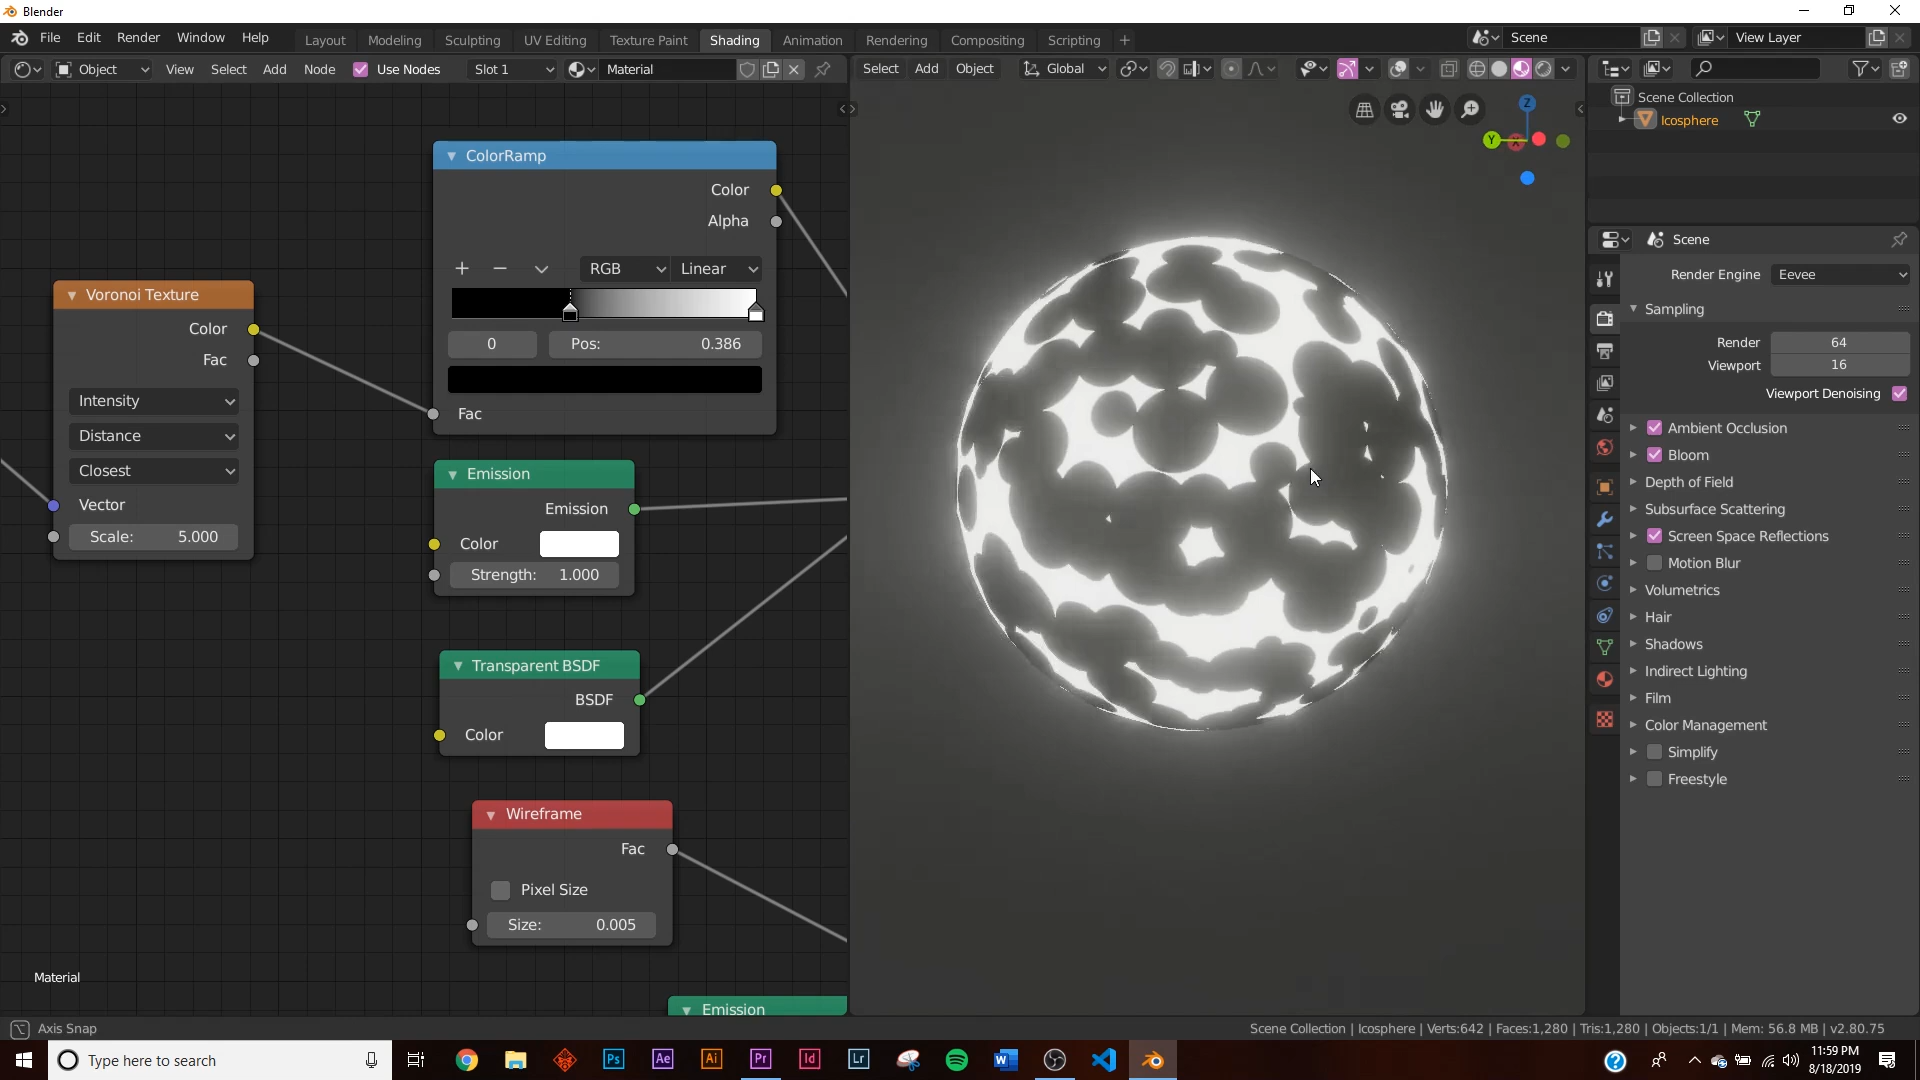 Blender
File Edit Render Window Help
Layout Modeling Sculpting UV Editing Texture Paint Shading Animation Rendering Compositing Scripting +
Scene
View Layer
Object View Select Add Node Use Nodes Slot 1 Material
Select Add Object Global
Scene Collection
Icosphere
ColorRamp
Color
Alpha
RGB Linear
0 Pos: 0.386
Fac
Voronoi Texture
Color
Fac
Intensity
Distance
Closest
Vector
Scale: 5.000
Emission
Emission
Color
Strength: 1.000
Transparent BSDF
BSDF
Color
Wireframe
Fac
Pixel Size
Size: 0.005
Emission
Material
Z
Y
X
Scene
Render Engine Eevee
Sampling
Render 64
Viewport 16
Viewport Denoising
Ambient Occlusion
Bloom
Depth of Field
Subsurface Scattering
Screen Space Reflections
Motion Blur
Volumetrics
Hair
Shadows
Indirect Lighting
Film
Color Management
Simplify
Freestyle
Axis Snap
Scene Collection | Icosphere | Verts:642 | Faces:1,280 | Tris:1,280 | Objects:1/1 | Mem: 56.8 MB | v2.80.75
Type here to search
Ps Ae Ai Pr Id Lr W
11:59 PM
8/18/2019